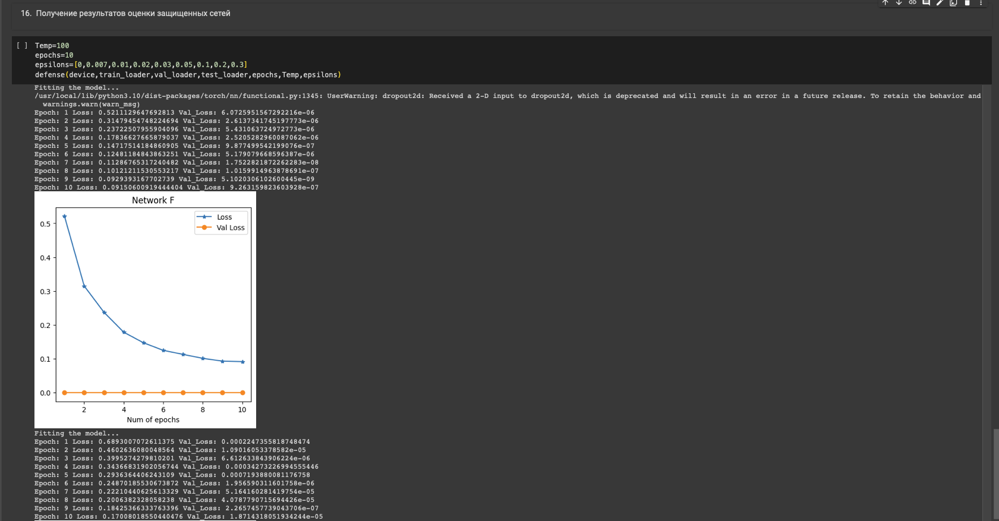 16. Получение результатов оценки защищенных сетей
[ ] Temp=100
epochs=10
epsilons=[0,0.007,0.01,0.02,0.03,0.05,0.1,0.2,0.3]
defense(device,train_loader,val_loader,test_loader,epochs,Temp,epsilons)
Fitting the model...
/usr/local/lib/python3.10/dist-packages/torch/nn/functional.py:1345: UserWarning: dropout2d: Received a 2-D input to dropout2d, which is deprecated and will result in an error in a future release. To retain the behavior and
warnings.warn(warn_msg)
Epoch: 1 Loss: 0.5211129647692813 Val_Loss: 6.0725951567292216e-06
Epoch: 2 Loss: 0.31479454748224694 Val_Loss: 2.6137341745197773e-06
Epoch: 3 Loss: 0.23722507955904096 Val_Loss: 5.431063724972773e-06
Epoch: 4 Loss: 0.17836627665879037 Val_Loss: 2.5205282960087062e-06
Epoch: 5 Loss: 0.14717514184860905 Val_Loss: 9.877499542199076e-07
Epoch: 6 Loss: 0.12481184843863251 Val_Loss: 5.179079668596387e-06
Epoch: 7 Loss: 0.11286765317240482 Val_Loss: 1.7522821872262283e-08
Epoch: 8 Loss: 0.10121211530553217 Val_Loss: 1.0159914963878691e-07
Epoch: 9 Loss: 0.0929393167702739 Val_Loss: 5.1020306102600445e-09
Epoch: 10 Loss: 0.09150600919444404 Val_Loss: 9.263159823603928e-07
Network F
Loss
Val Loss
0.5
0.4
0.3
0.2
0.1
0.0
2 4 6 8 10
Num of epochs
Fitting the model...
Epoch: 1 Loss: 0.6893007072611375 Val_Loss: 0.0002247355818748474
Epoch: 2 Loss: 0.4602636080048564 Val_Loss: 1.09016053378582e-05
Epoch: 3 Loss: 0.3995274279810201 Val_Loss: 6.612633843906224e-06
Epoch: 4 Loss: 0.34366831902056744 Val_Loss: 0.00034273226994555446
Epoch: 5 Loss: 0.2936364406243109 Val_Loss: 0.0007193880081176758
Epoch: 6 Loss: 0.24870185530673872 Val_Loss: 1.956590311601758e-06
Epoch: 7 Loss: 0.22210440625613329 Val_Loss: 5.164160281419754e-05
Epoch: 8 Loss: 0.2006382328058238 Val_Loss: 4.0787790715694426e-05
Epoch: 9 Loss: 0.18425366333763396 Val_Loss: 2.2657457739043706e-07
Epoch: 10 Loss: 0.17008018550440476 Val_Loss: 1.8714318051934244e-05